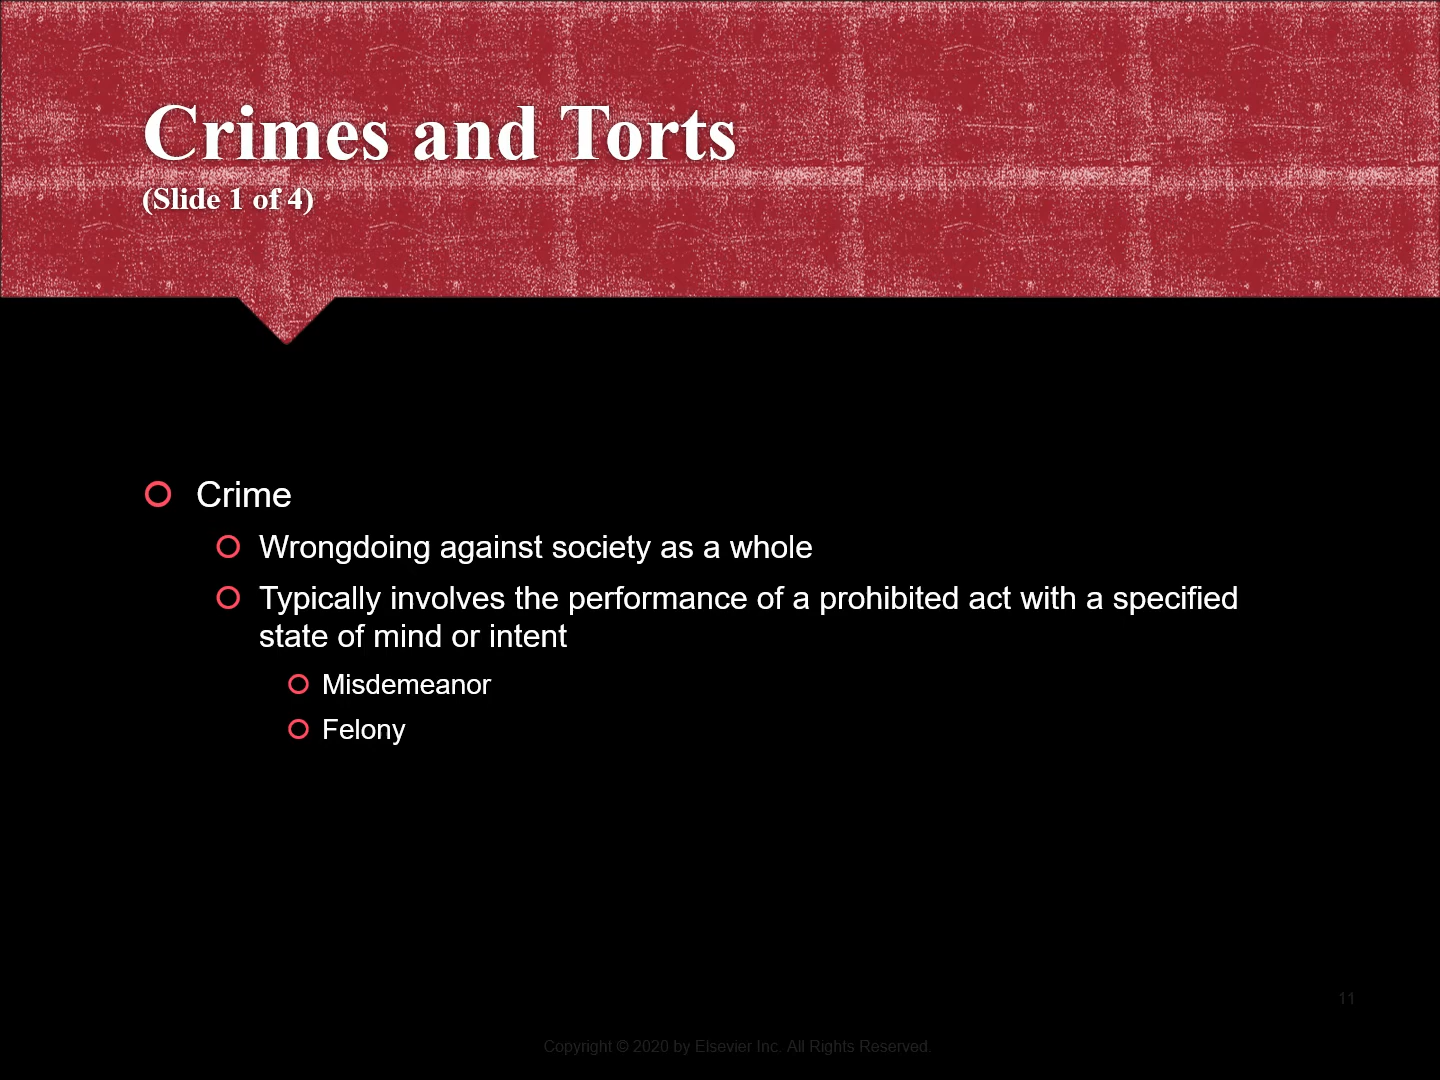 Crimes and Torts
(Slide 1 of 4)
Crime
Wrongdoing against society as a whole
Typically involves the performance of a prohibited act with a specified
state of mind or intent
Misdemeanor
Felony
11
Copyright © 2020 by Elsevier Inc. All Rights Reserved.